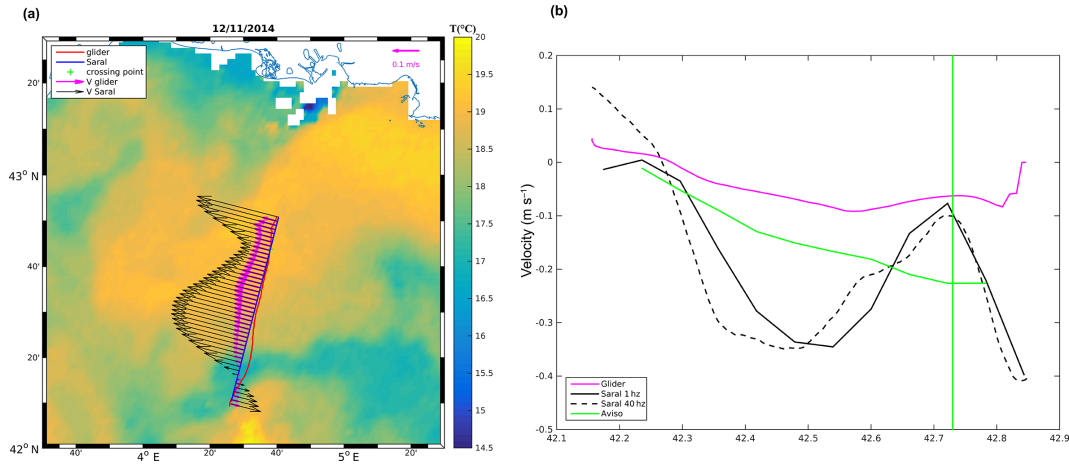 (a)
12/11/2014
T(°C)
glider
Saral
crossing point
V glider
V Saral
0.1 m/s
20'
43° N
40'
20'
42° N
40'
4° E
20'
40'
5° E
20'
20
19.5
19
18.5
18
17.5
17
16.5
16
15.5
15
14.5
(b)
Velocity (m s⁻¹)
0.2
0.1
0
-0.1
-0.2
-0.3
-0.4
-0.5
Glider
Saral 1 hz
Saral 40 hz
Aviso
42.1
42.2
42.3
42.4
42.5
42.6
42.7
42.8
42.9